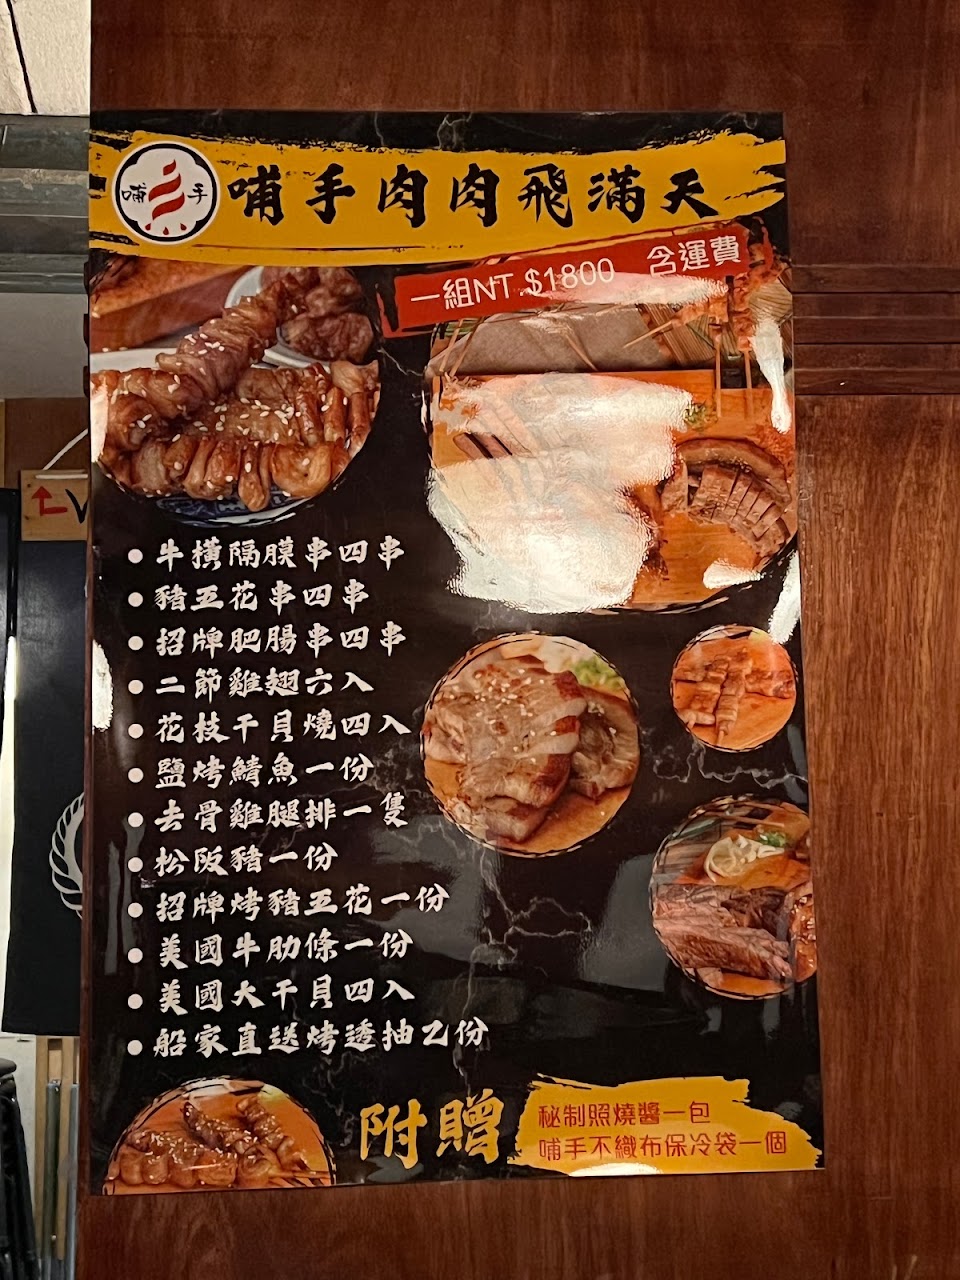 哺 手
哺手肉肉飛滿天
一組NT.$1800 含運費
●牛橫隔膜串四串
●豬五花串四串
●招牌肥腸串四串
●二節雞翅六入
●花枝干貝燒四入
●鹽烤鯖魚一份
●去骨雞腿排一隻
●松阪豬一份
●招牌烤豬五花一份
●美國牛肋條一份
●美國大干貝四入
●船家直送烤透抽乙份
附贈
秘制照燒醬一包
哺手不織布保冷袋一個